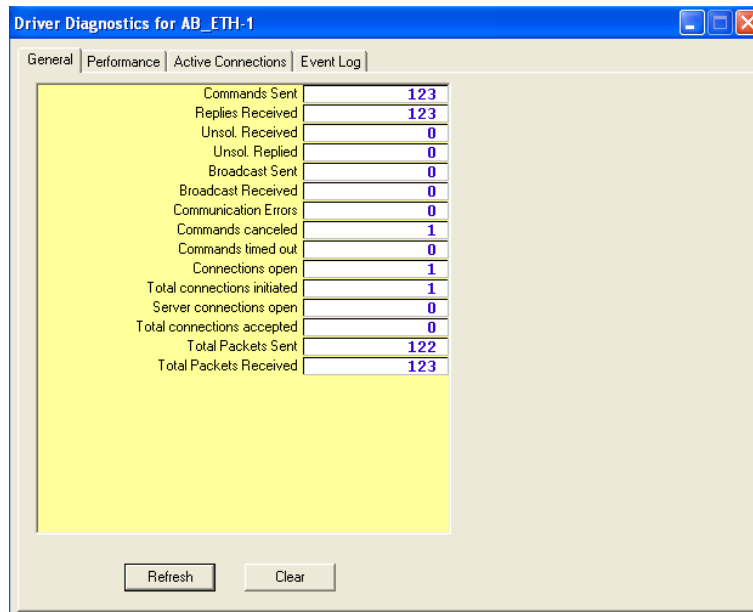 Driver Diagnostics for AB_ETH-1
General Performance Active Connections Event Log
Commands Sent 123
Replies Received 123
Unsol. Received 0
Unsol. Replied 0
Broadcast Sent 0
Broadcast Received 0
Communication Errors 0
Commands canceled 1
Commands timed out 0
Connections open 1
Total connections initiated 1
Server connections open 0
Total connections accepted 0
Total Packets Sent 122
Total Packets Received 123
Refresh Clear